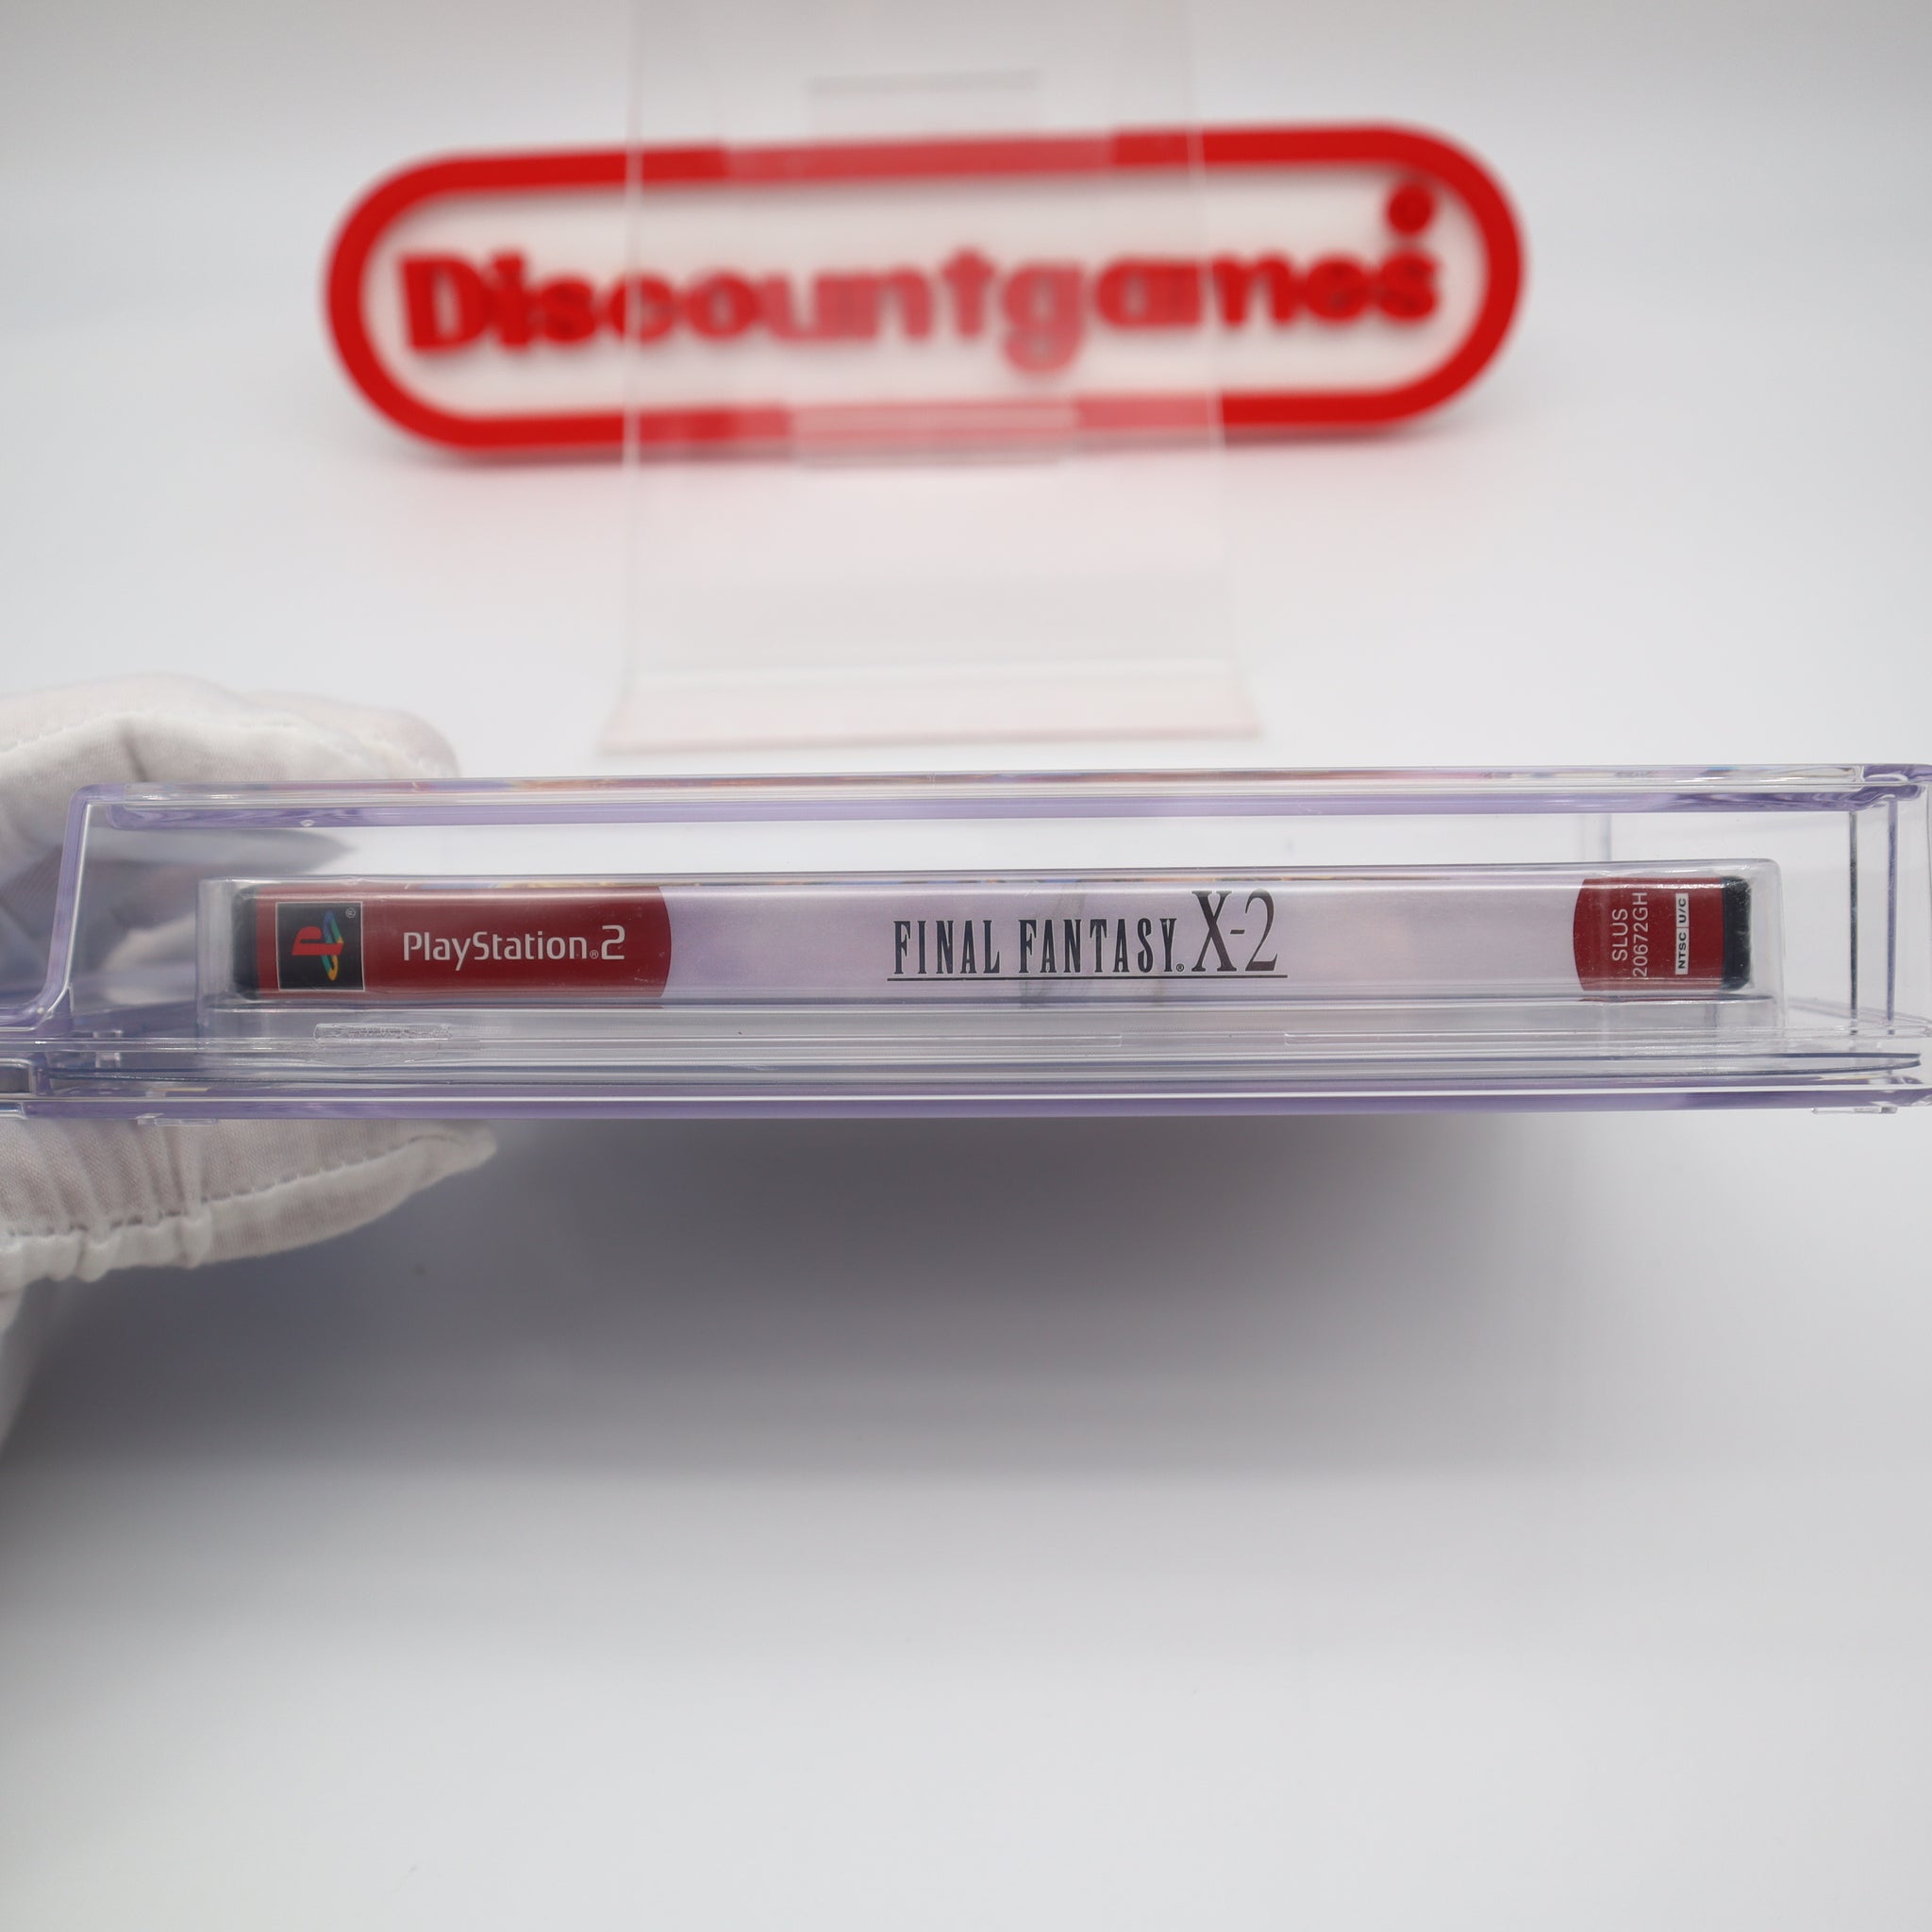 Discountgames
PlayStation®2
FINAL FANTASY® X-2
SLUS
20672GH
NTSC U/C